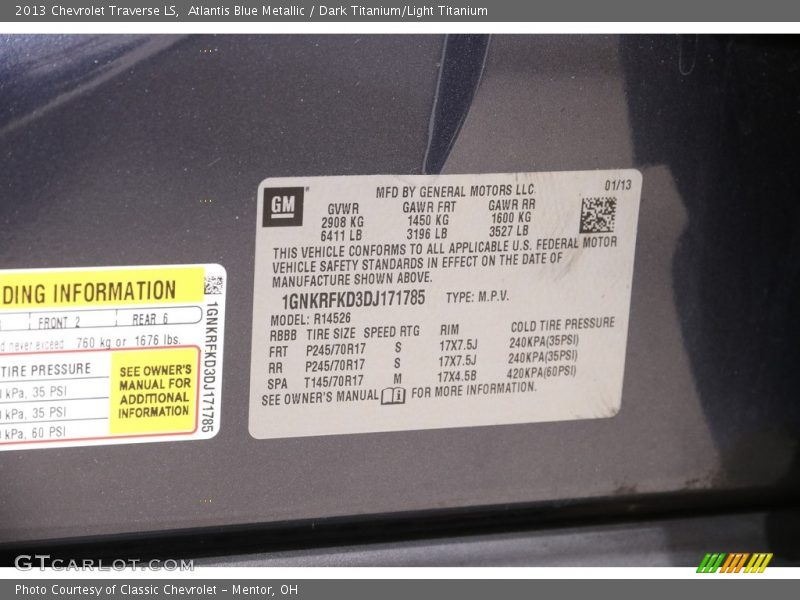 2013 Chevrolet Traverse LS, Atlantis Blue Metallic / Dark Titanium/Light Titanium
GM
MFD BY GENERAL MOTORS LLC.
01/13
GVWR GAWR FRT GAWR RR
2908 KG 1450 KG 1600 KG
6411 LB 3196 LB 3527 LB
THIS VEHICLE CONFORMS TO ALL APPLICABLE U.S. FEDERAL MOTOR
VEHICLE SAFETY STANDARDS IN EFFECT ON THE DATE OF
MANUFACTURE SHOWN ABOVE.
1GNKRFKD3DJ171785 TYPE: M.P.V.
MODEL: R14526
RBBB TIRE SIZE SPEED RTG RIM COLD TIRE PRESSURE
FRT P245/70R17 S 17X7.5J 240KPA(35PSI)
RR P245/70R17 S 17X7.5J 240KPA(35PSI)
SPA T145/70R17 M 17X4.5B 420KPA(60PSI)
SEE OWNER'S MANUAL FOR MORE INFORMATION.
DING INFORMATION
FRONT 2 REAR 6
never exceed 760 kg or 1676 lbs.
TIRE PRESSURE
kPa, 35 PSI
kPa, 35 PSI
kPa, 60 PSI
SEE OWNER'S
MANUAL FOR
ADDITIONAL
INFORMATION
1GNKRFKD3DJ171785
GTCARLOT.COM
Photo Courtesy of Classic Chevrolet - Mentor, OH